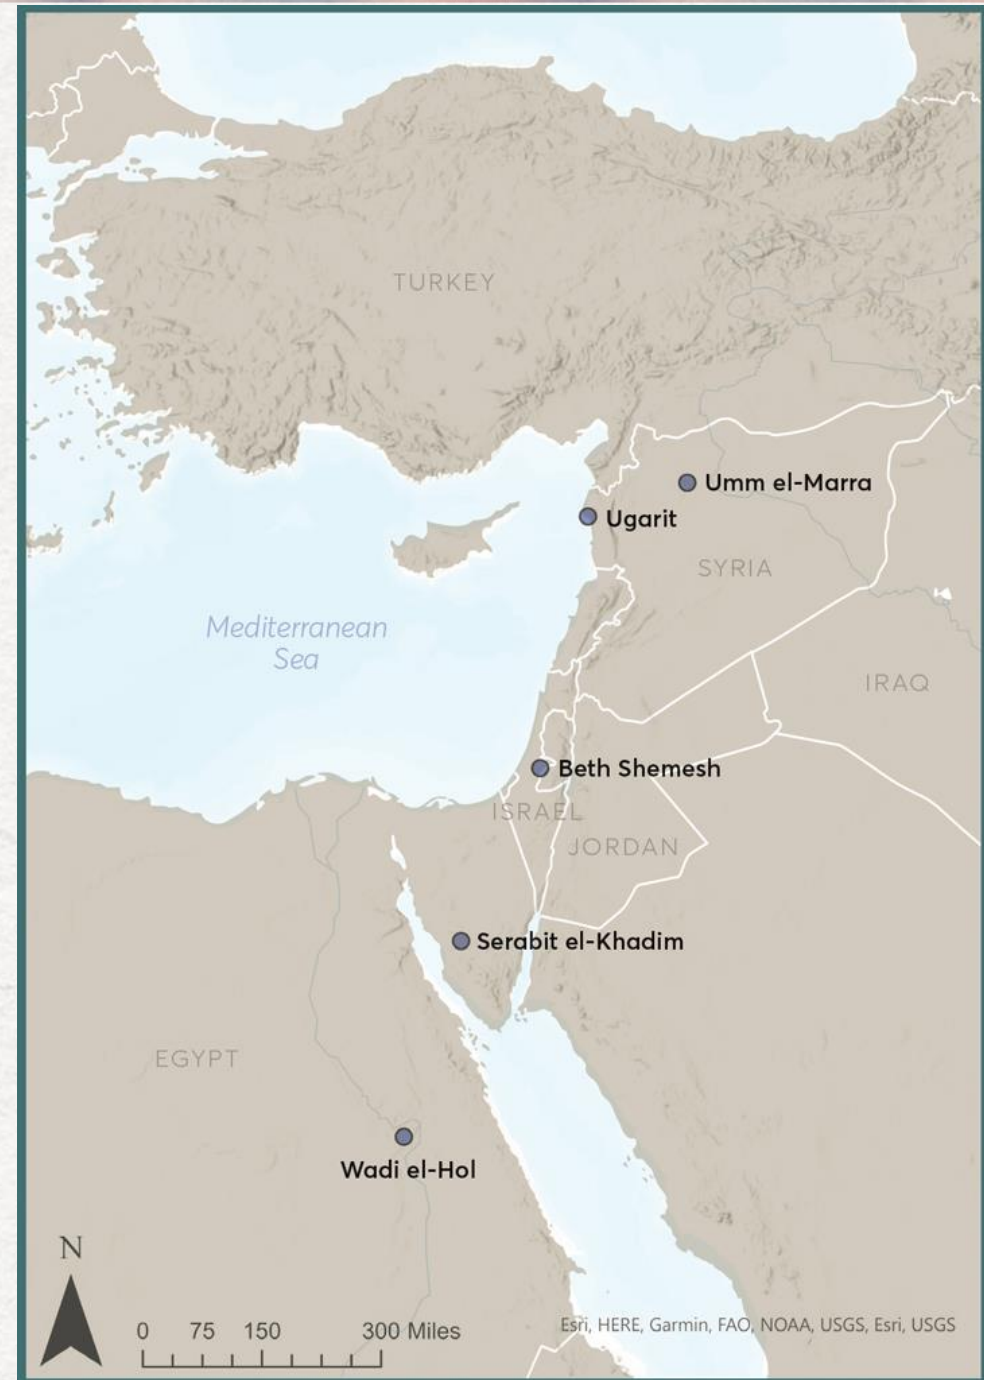 TURKEY
Umm el-Marra
Ugarit
SYRIA
Mediterranean
Sea
IRAQ
Beth Shemesh
ISRAEL
JORDAN
Serabit el-Khadim
EGYPT
Wadi el-Hol
N
0 75 150 300 Miles
Esri, HERE, Garmin, FAO, NOAA, USGS, Esri, USGS